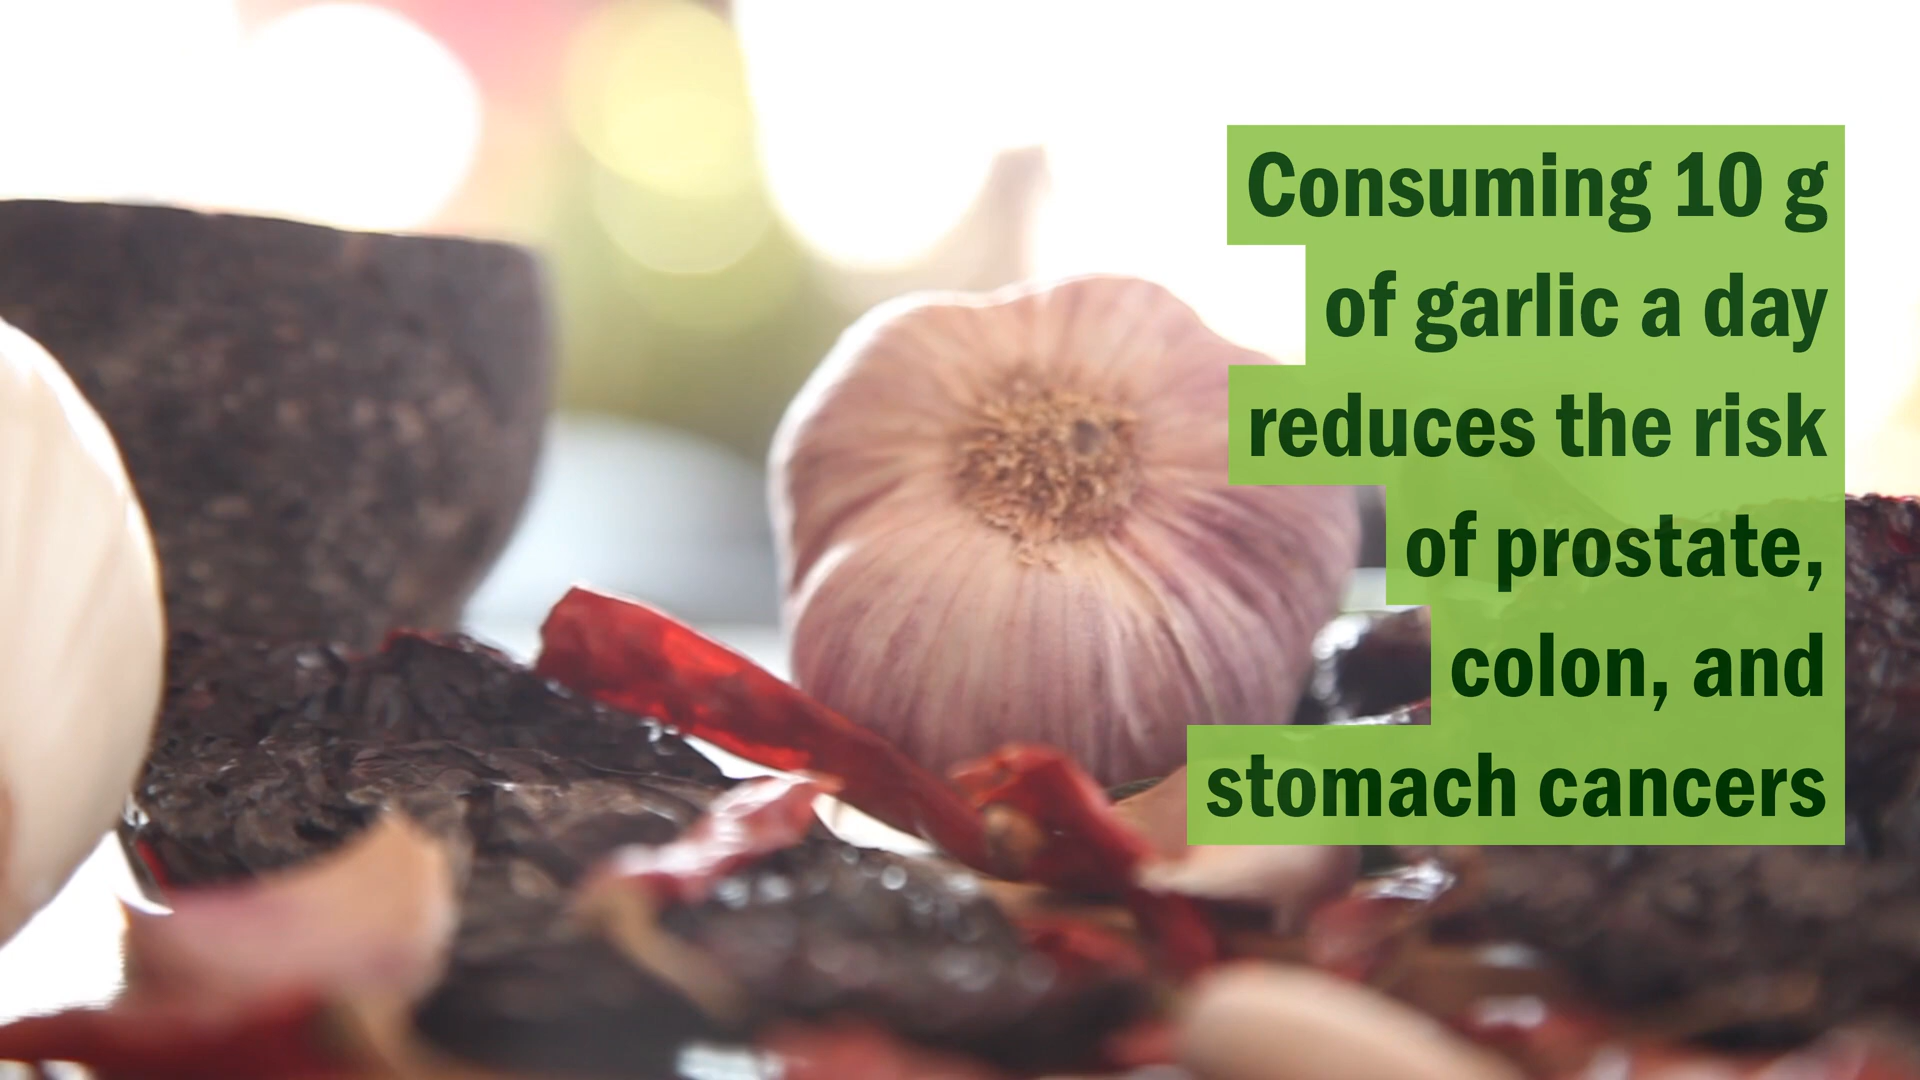 Consuming 10 g
of garlic a day
reduces the risk
of prostate,
colon, and
stomach cancers